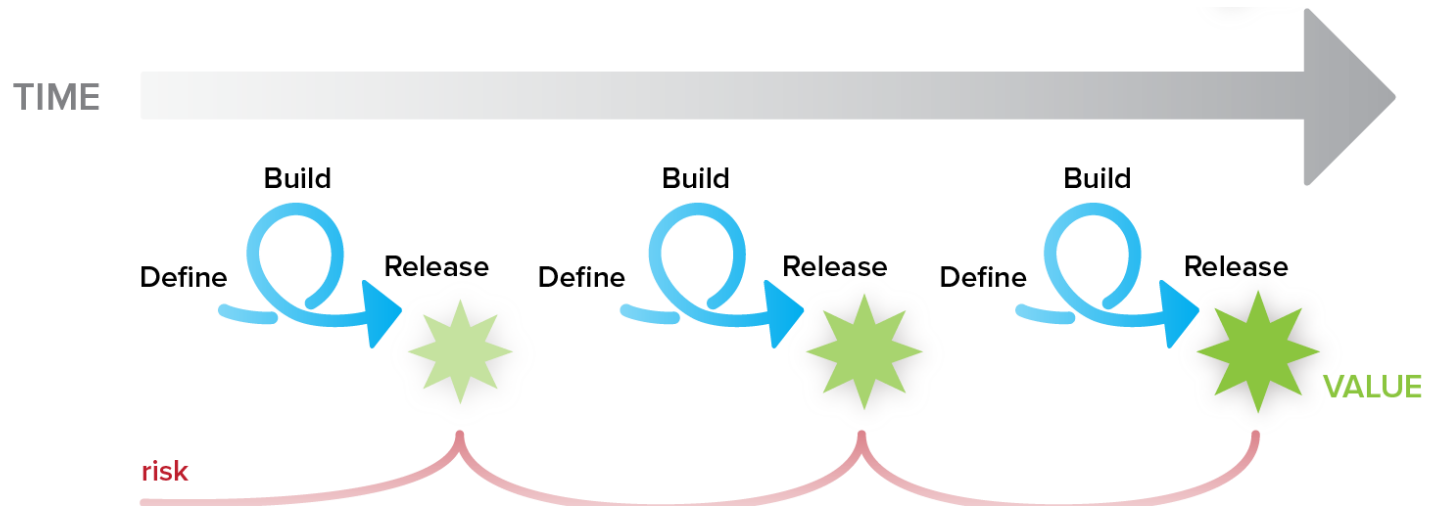 TIME
Build
Build
Build
Define
Release
Define
Release
Define
Release
VALUE
risk